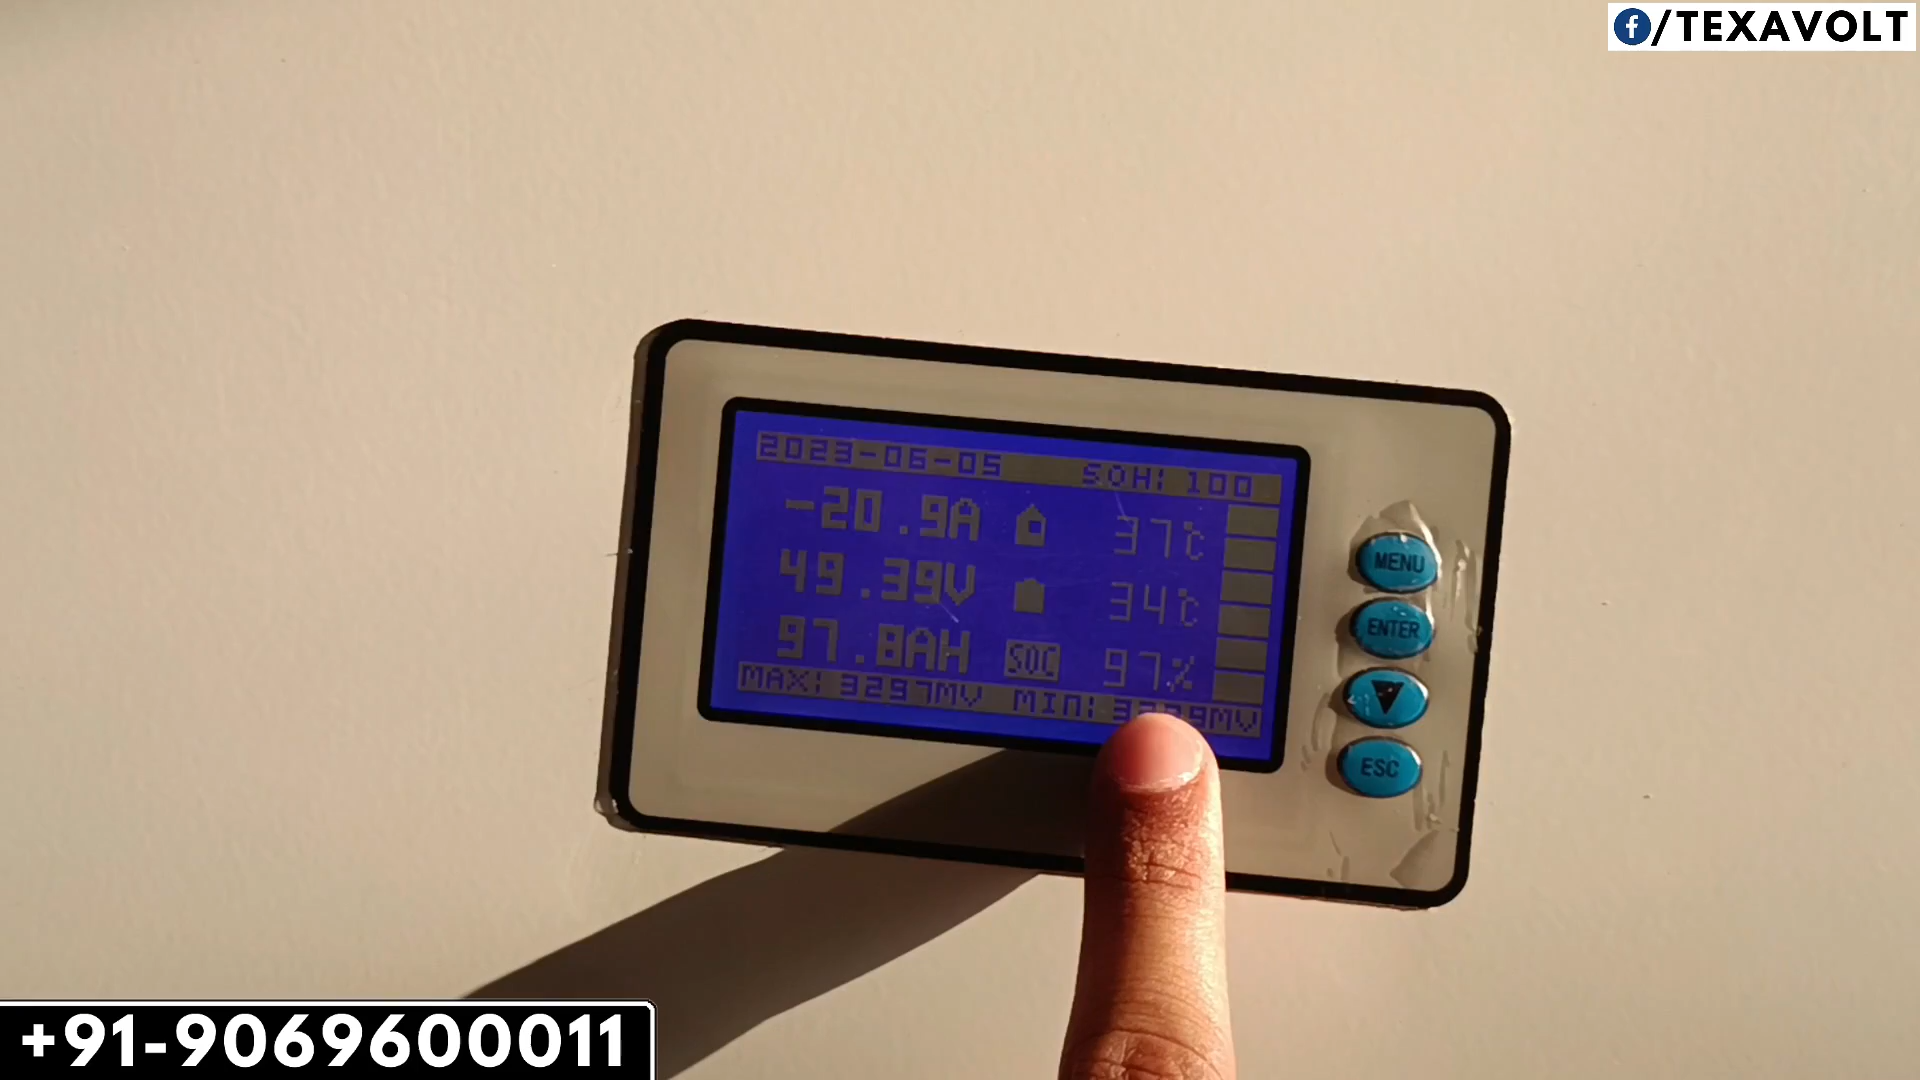 /TEXAVOLT
2023-06-05 SOH: 100
-20.9A 37℃
49.39V 34℃
97.8AH SOC 97%
MAX: 3297MV MIN:
MENU
ENTER
ESC
+91-9069600011